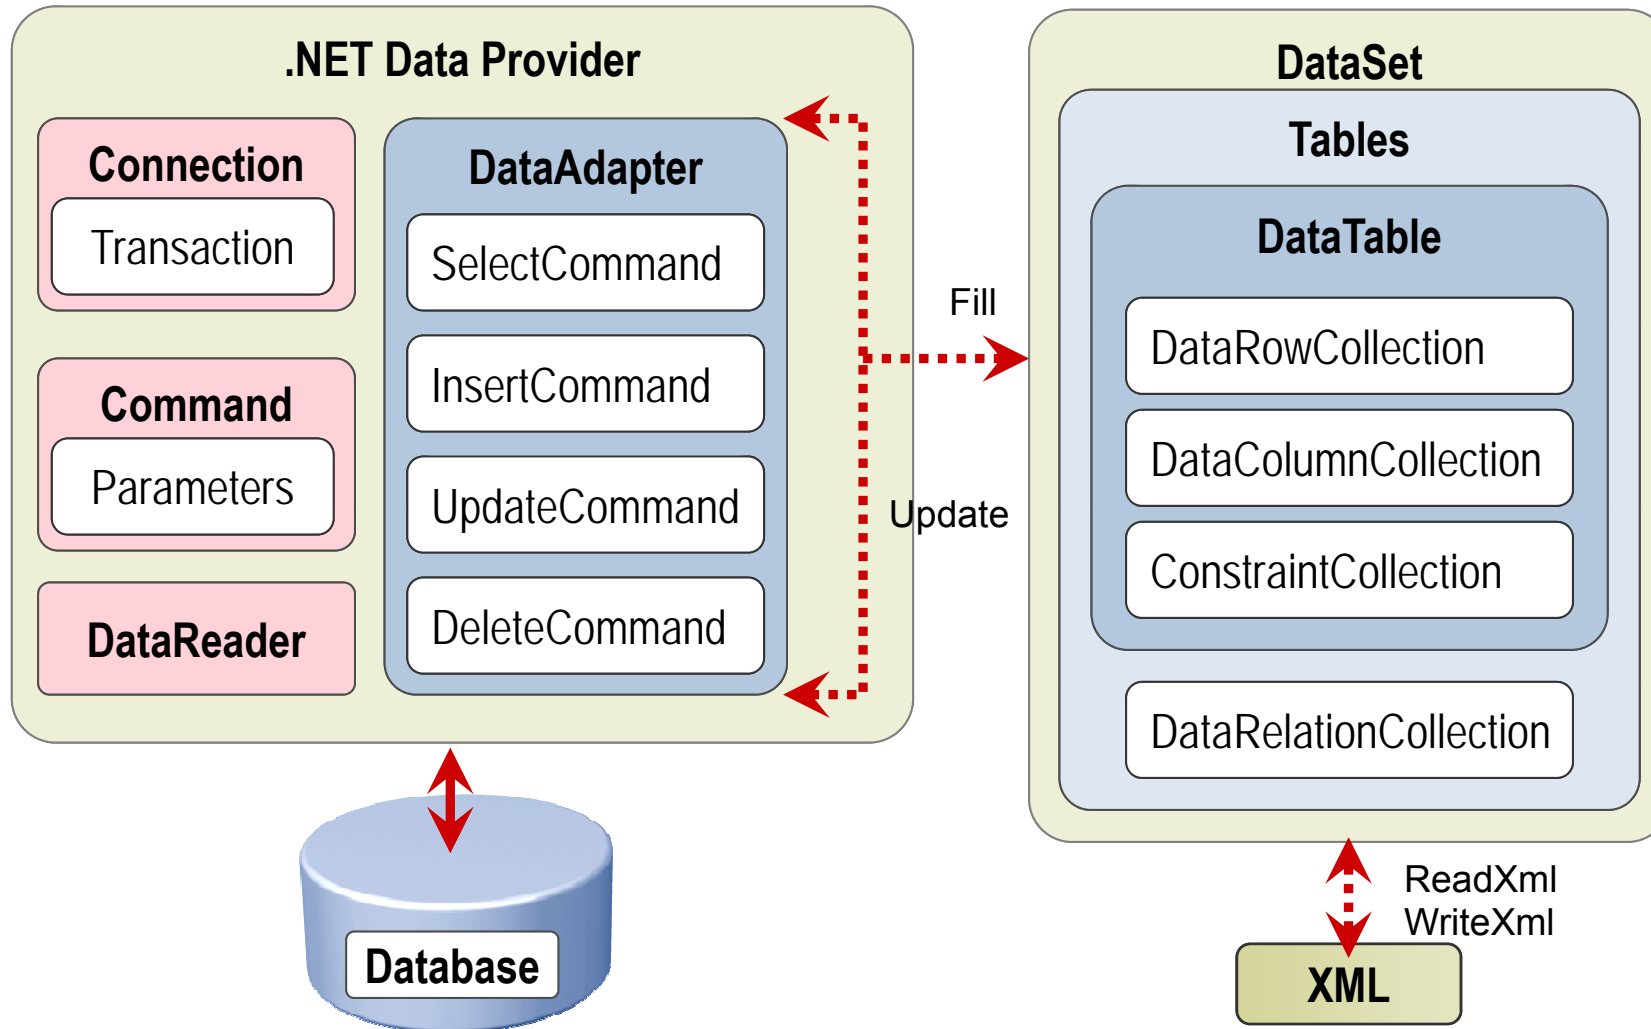 .NET Data Provider
Connection
Transaction
Command
Parameters
DataReader
DataAdapter
SelectCommand
InsertCommand
UpdateCommand
DeleteCommand
Fill
Update
DataSet
Tables
DataTable
DataRowCollection
DataColumnCollection
ConstraintCollection
DataRelationCollection
Database
ReadXml
WriteXml
XML